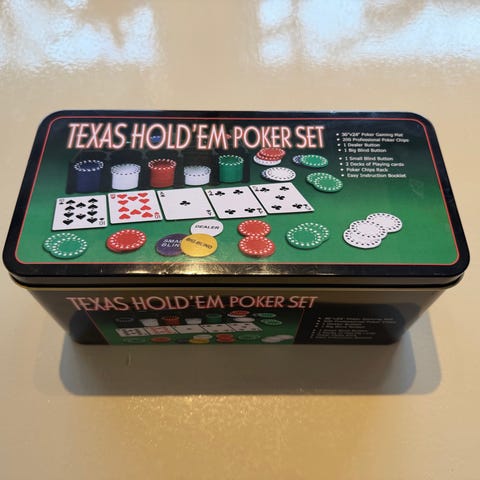 TEXAS HOLD'EM POKER SET
36"x24" Poker Gaming Mat
200 Professional Poker Chips
1 Dealer Button
1 Big Blind Button
1 Small Blind Button
2 Decks of Playing cards
Poker Chips Rack
Easy Instruction Booklet
DEALER
SMALL
BLIND
BIG BLIND
TEXAS HOLD'EM POKER SET